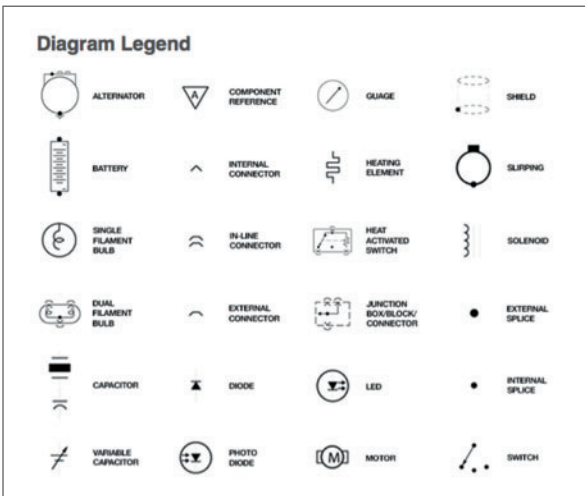 Diagram Legend
ALTERNATOR
COMPONENT
REFERENCE
A
GUAGE
SHIELD
BATTERY
INTERNAL
CONNECTOR
HEATING
ELEMENT
SLIRPING
SINGLE
FILAMENT
BULB
IN-LINE
CONNECTOR
HEAT
ACTIVATED
SWITCH
SOLENOID
DUAL
FILAMENT
BULB
EXTERNAL
CONNECTOR
JUNCTION
BOX/BLOCK/
CONNECTOR
EXTERNAL
SPLICE
CAPACITOR
DIODE
LED
INTERNAL
SPLICE
VARIABLE
CAPACITOR
PHOTO
DIODE
M
MOTOR
SWITCH